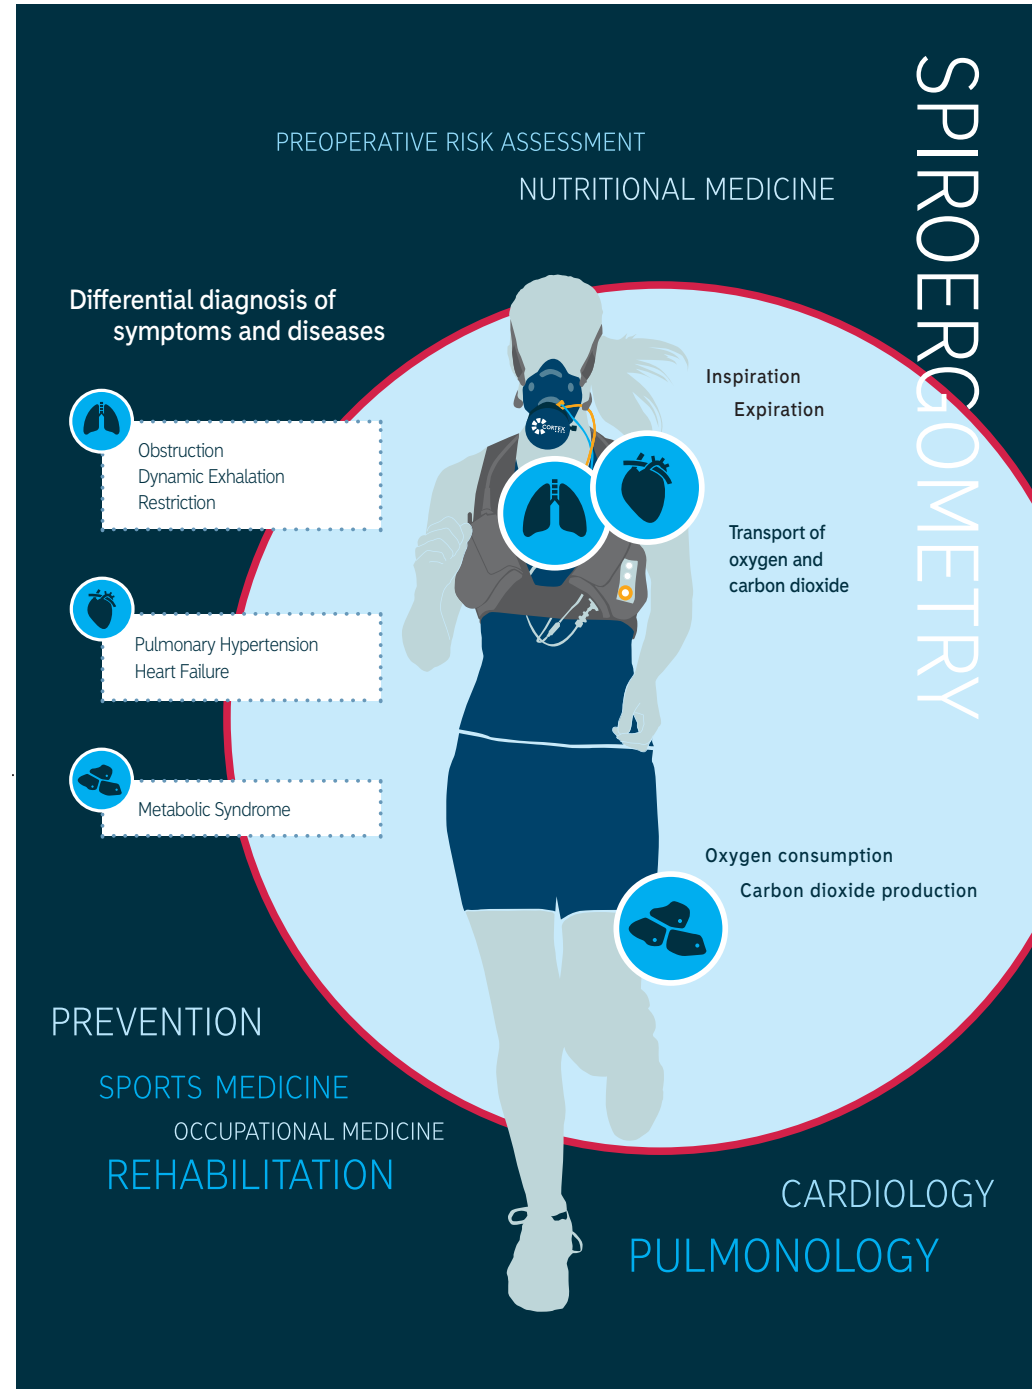 SPIROERGOMETRY
PREOPERATIVE RISK ASSESSMENT
NUTRITIONAL MEDICINE
Differential diagnosis of
symptoms and diseases
Obstruction
Dynamic Exhalation
Restriction
Pulmonary Hypertension
Heart Failure
Metabolic Syndrome
CORTEX
Inspiration
Expiration
Transport of
oxygen and
carbon dioxide
Oxygen consumption
Carbon dioxide production
PREVENTION
SPORTS MEDICINE
OCCUPATIONAL MEDICINE
REHABILITATION
CARDIOLOGY
PULMONOLOGY